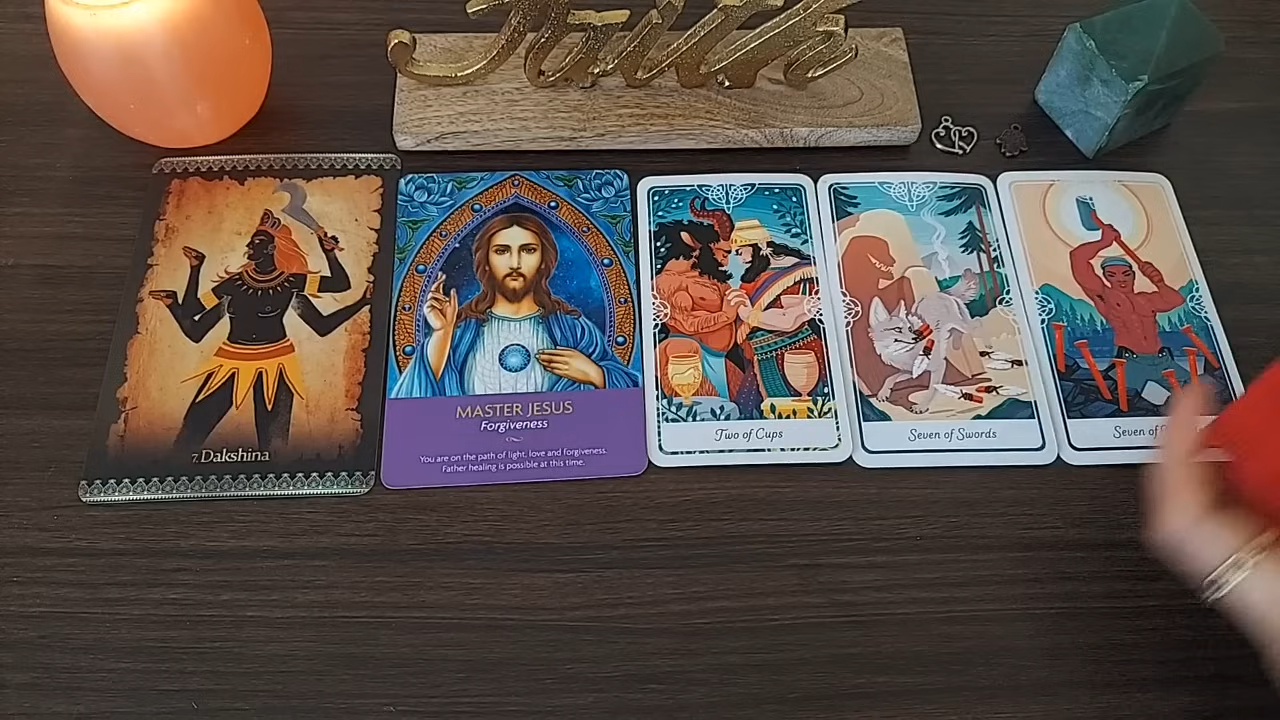 Faith
7. Dakshina
MASTER JESUS
Forgiveness
You are on the path of light, love and forgiveness.
Father healing is possible at this time.
Two of Cups
Seven of Swords
Seven of